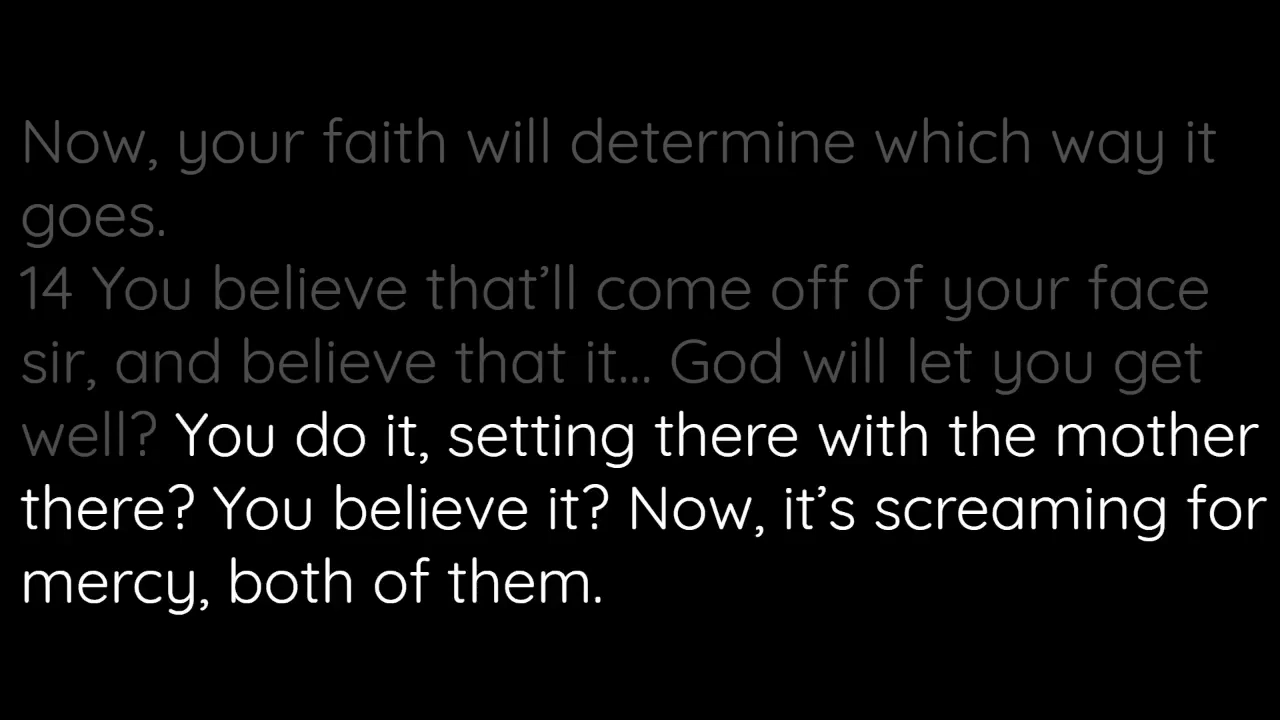 Now, your faith will determine which way it
goes.
14 You believe that’ll come off of your face
sir, and believe that it... God will let you get
well? You do it, setting there with the mother
there? You believe it? Now, it’s screaming for
mercy, both of them.